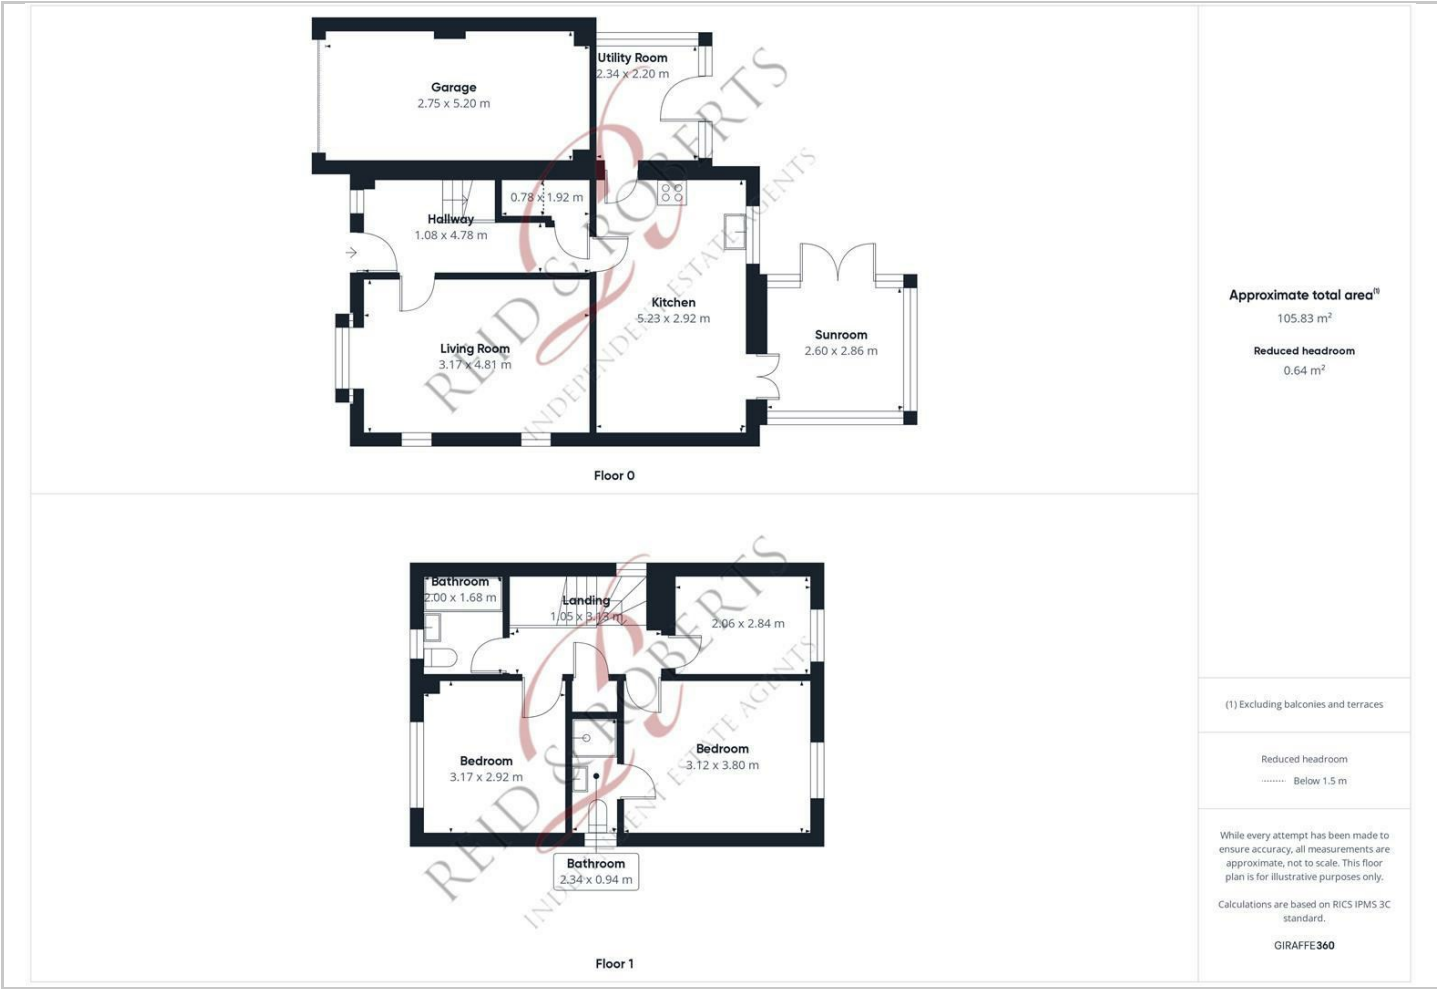 Garage
2.75 x 5.20 m
Utility Room
2.34 x 2.20 m
0.78 x 1.92 m
Hallway
1.08 x 4.78 m
Kitchen
5.23 x 2.92 m
Sunroom
2.60 x 2.86 m
Living Room
3.17 x 4.81 m
REID & ROBERTS
INDEPENDENT ESTATE AGENTS
Floor 0
Bathroom
2.00 x 1.68 m
Landing
1.05 x 3.13 m
2.06 x 2.84 m
Bedroom
3.17 x 2.92 m
Bedroom
3.12 x 3.80 m
Bathroom
2.34 x 0.94 m
REID & ROBERTS
INDEPENDENT ESTATE AGENTS
Floor 1
Approximate total area(1)
105.83 m²
Reduced headroom
0.64 m²
(1) Excluding balconies and terraces
Reduced headroom
Below 1.5 m
While every attempt has been made to
ensure accuracy, all measurements are
approximate, not to scale. This floor
plan is for illustrative purposes only.
Calculations are based on RICS IPMS 3C
standard.
GIRAFFE360